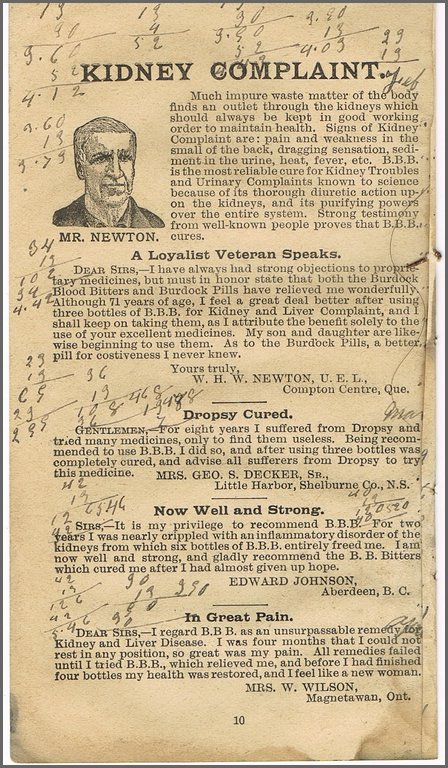 KIDNEY COMPLAINT.
Much impure waste matter of the body
finds an outlet through the kidneys which
should always be kept in good working
order to maintain health. Signs of Kidney
Complaint are: pain and weakness in the
small of the back, dragging sensation, sedi-
ment in the urine, heat, fever, etc. B.B.B.
is the most reliable cure for Kidney Troubles
and Urinary Complaints known to science
because of its thorough diuretic action up-
on the kidneys, and its purifying powers
over the entire system. Strong testimony
from well-known people proves that B.B.B.
cures.
MR. NEWTON.
A Loyalist Veteran Speaks.
DEAR SIRS,—I have always had strong objections to proprie-
tary medicines, but must in honor state that both the Burdock
Blood Bitters and Burdock Pills have relieved me wonderfully.
Although 71 years of age, I feel a great deal better after using
three bottles of B.B.B. for Kidney and Liver Complaint, and I
shall keep on taking them, as I attribute the benefit solely to the
use of your excellent medicines. My son and daughter are like-
wise beginning to use them. As to the Burdock Pills, a better
pill for costiveness I never knew.
Yours truly,
W. H. W. NEWTON, U. E. L.,
Compton Centre, Que.
Dropsy Cured.
GENTLEMEN,—For eight years I suffered from Dropsy and
tried many medicines, only to find them useless. Being recom-
mended to use B.B.B. I did so, and after using three bottles was
completely cured, and advise all sufferers from Dropsy to try
this medicine. MRS. GEO. S. DECKER, SR.,
Little Harbor, Shelburne Co., N.S.
Now Well and Strong.
SIRS,—It is my privilege to recommend B.B.B. For two
years I was nearly crippled with an inflammatory disorder of the
kidneys from which six bottles of B.B.B. entirely freed me. I am
now well and strong, and gladly recommend the B. B. Bitters
which cured me after I had almost given up hope.
EDWARD JOHNSON,
Aberdeen, B. C.
In Great Pain.
DEAR SIRS,—I regard B.B.B. as an unsurpassable remedy for
Kidney and Liver Disease. I was four months that I could not
rest in any position, so great was my pain. All remedies failed
until I tried B.B.B., which relieved me, and before I had finished
four bottles my health was restored, and I feel like a new woman.
MRS. W. WILSON,
Magnetawan, Ont.
10